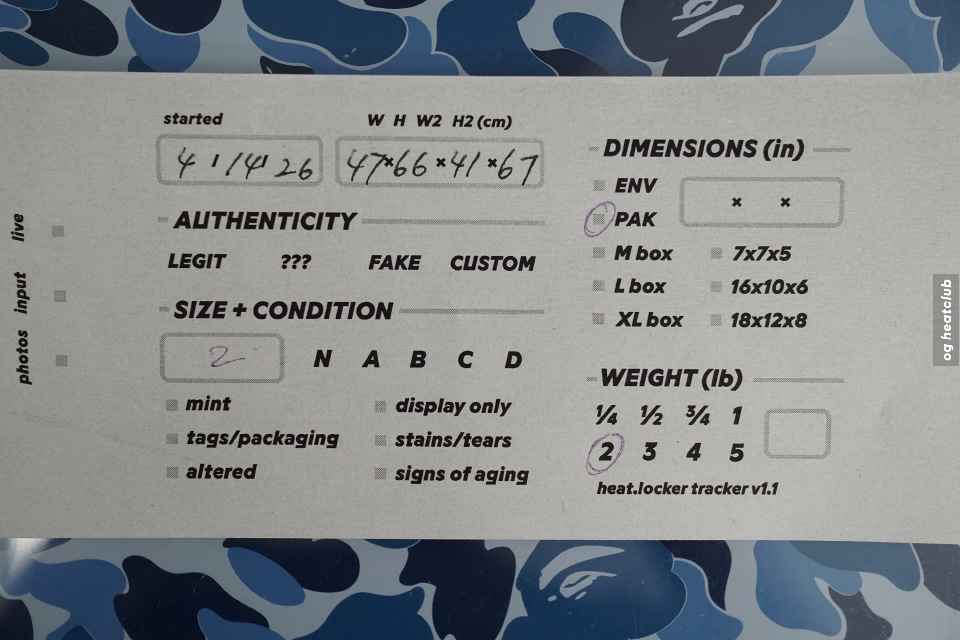 started
4 / 14 / 26
W H W2 H2 (cm)
47 × 66 × 41 × 67
AUTHENTICITY
LEGIT ??? FAKE CUSTOM
SIZE + CONDITION
2 N A B C D
mint display only
tags/packaging stains/tears
altered signs of aging
DIMENSIONS (in)
ENV × ×
PAK
M box 7x7x5
L box 16x10x6
XL box 18x12x8
WEIGHT (lb)
¼ ½ ¾ 1
2 3 4 5
heat.locker tracker v1.1
photos input live
og heatclub